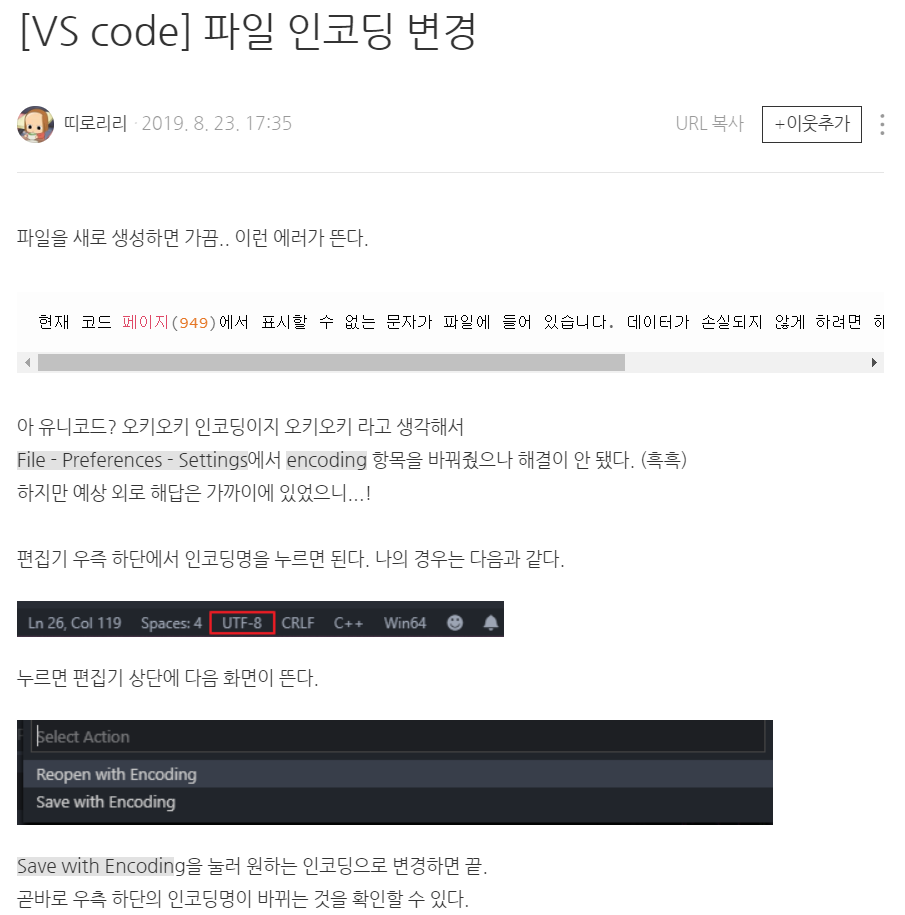 [VS code] 파일 인코딩 변경
띠로리리 · 2019. 8. 23. 17:35
URL 복사
+이웃추가
파일을 새로 생성하면 가끔.. 이런 에러가 뜬다.
현재 코드 페이지(949)에서 표시할 수 없는 문자가 파일에 들어 있습니다. 데이터가 손실되지 않게 하려면 해
아 유니코드? 오키오키 인코딩이지 오키오키 라고 생각해서
File - Preferences - Settings에서 encoding 항목을 바꿔줬으나 해결이 안 됐다. (흑흑)
하지만 예상 외로 해답은 가까이에 있었으니...!
편집기 우측 하단에서 인코딩명을 누르면 된다. 나의 경우는 다음과 같다.
Ln 26, Col 119 Spaces: 4 UTF-8 CRLF C++ Win64
누르면 편집기 상단에 다음 화면이 뜬다.
Select Action
Reopen with Encoding
Save with Encoding
Save with Encoding을 눌러 원하는 인코딩으로 변경하면 끝.
곧바로 우측 하단의 인코딩명이 바뀌는 것을 확인할 수 있다.